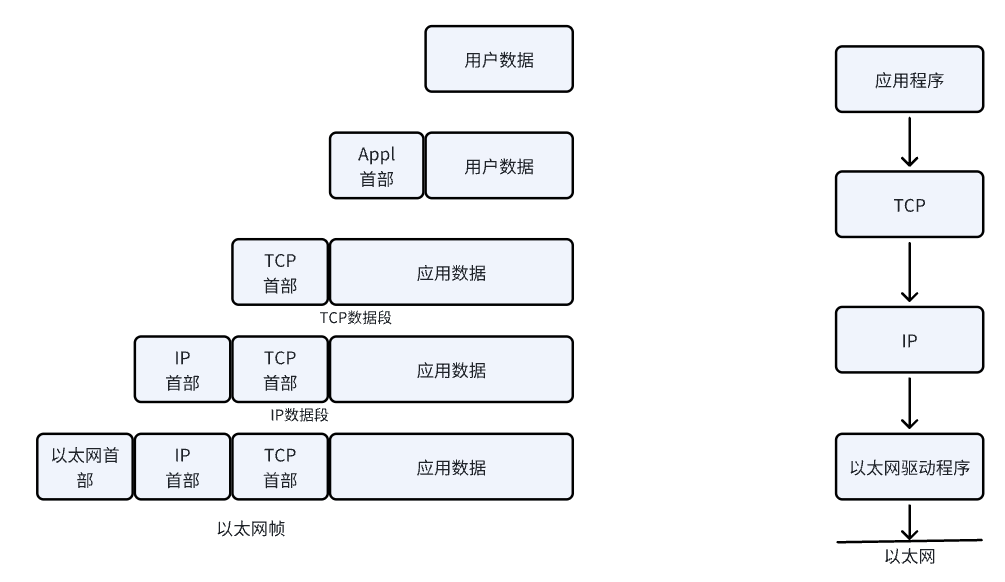 用户数据
应用程序
Appl
首部
用户数据
TCP
TCP
首部
应用数据
TCP数据段
IP
首部
TCP
首部
应用数据
IP
IP数据段
以太网首
部
IP
首部
TCP
首部
应用数据
以太网驱动程序
以太网帧
以太网